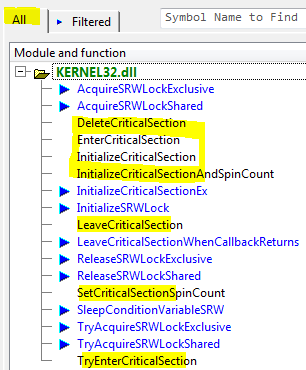 All Filtered Symbol Name to Find
Module and function
KERNEL32.dll
AcquireSRWLockExclusive
AcquireSRWLockShared
DeleteCriticalSection
EnterCriticalSection
InitializeCriticalSection
InitializeCriticalSectionAndSpinCount
InitializeCriticalSectionEx
InitializeSRWLock
LeaveCriticalSection
LeaveCriticalSectionWhenCallbackReturns
ReleaseSRWLockExclusive
ReleaseSRWLockShared
SetCriticalSectionSpinCount
SleepConditionVariableSRW
TryAcquireSRWLockExclusive
TryAcquireSRWLockShared
TryEnterCriticalSection